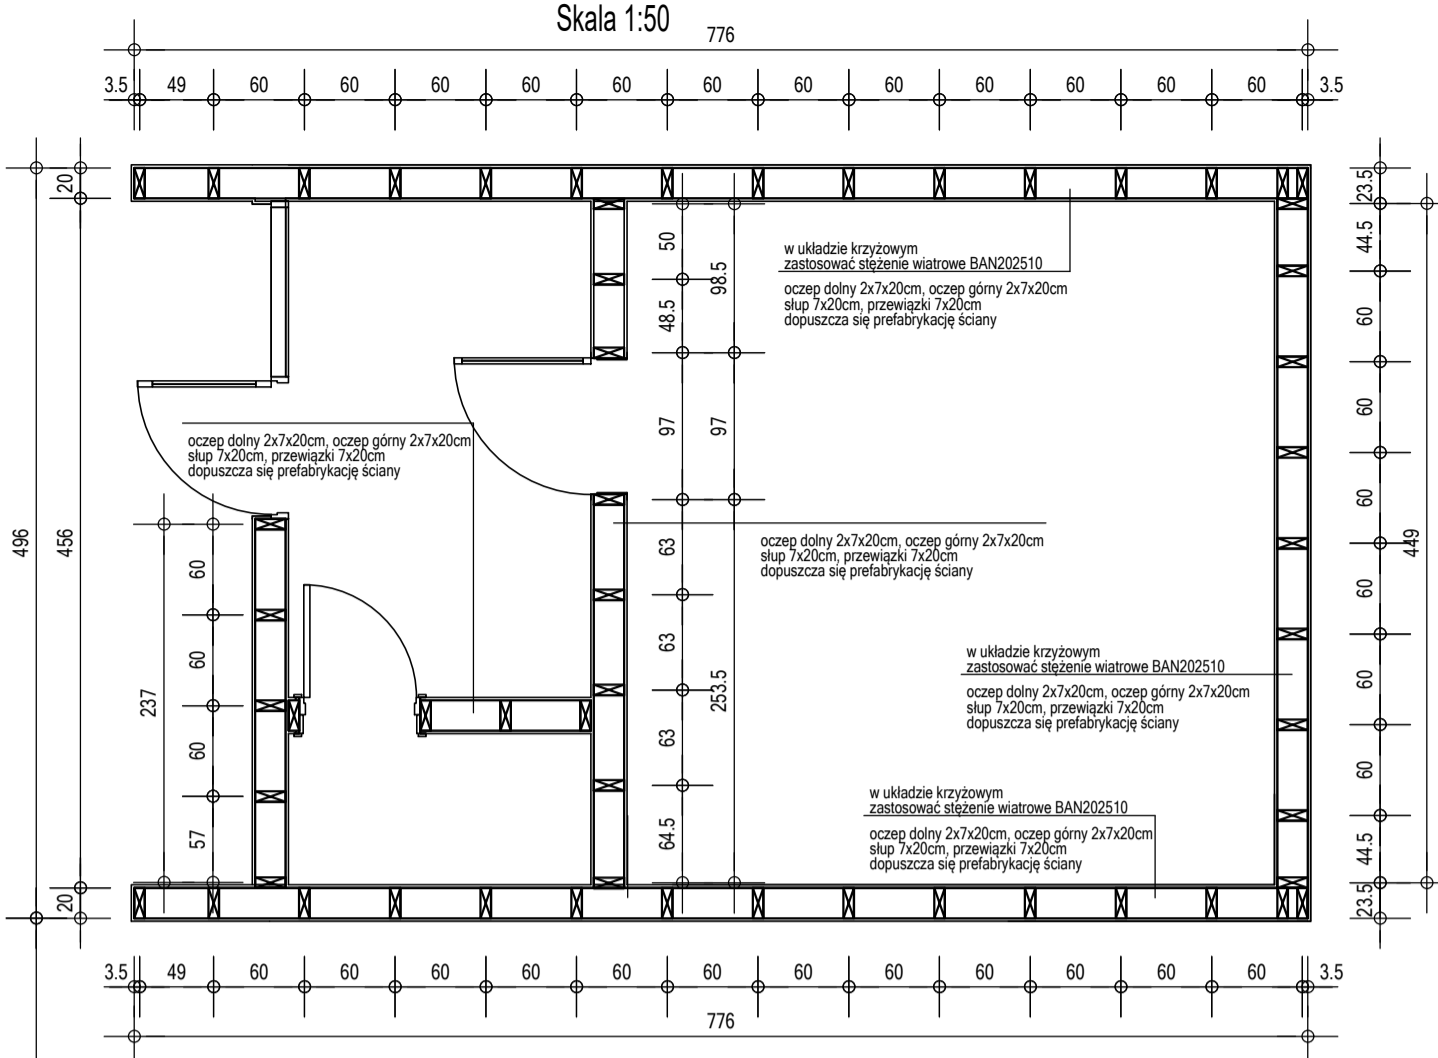 Skala 1:50
776
3.5 49 60 60 60 60 60 60 60 60 60 60 60 60 3.5
20
23.5
50
44.5
w układzie krzyżowym
zastosować stężenie wiatrowe BAN202510
98.5
oczep dolny 2x7x20cm, oczep górny 2x7x20cm
słup 7x20cm, przewiązki 7x20cm
dopuszcza się prefabrykację ściany
48.5
60
97 97
60
oczep dolny 2x7x20cm, oczep górny 2x7x20cm
słup 7x20cm, przewiązki 7x20cm
dopuszcza się prefabrykację ściany
60
496 456
449
oczep dolny 2x7x20cm, oczep górny 2x7x20cm
słup 7x20cm, przewiązki 7x20cm
dopuszcza się prefabrykację ściany
63
60
60
63
60
w układzie krzyżowym
zastosować stężenie wiatrowe BAN202510
oczep dolny 2x7x20cm, oczep górny 2x7x20cm
słup 7x20cm, przewiązki 7x20cm
dopuszcza się prefabrykację ściany
60
237
253.5
60
63
60
w układzie krzyżowym
zastosować stężenie wiatrowe BAN202510
oczep dolny 2x7x20cm, oczep górny 2x7x20cm
słup 7x20cm, przewiązki 7x20cm
dopuszcza się prefabrykację ściany
57
64.5
44.5
20
23.5
3.5 49 60 60 60 60 60 60 60 60 60 60 60 60 3.5
776